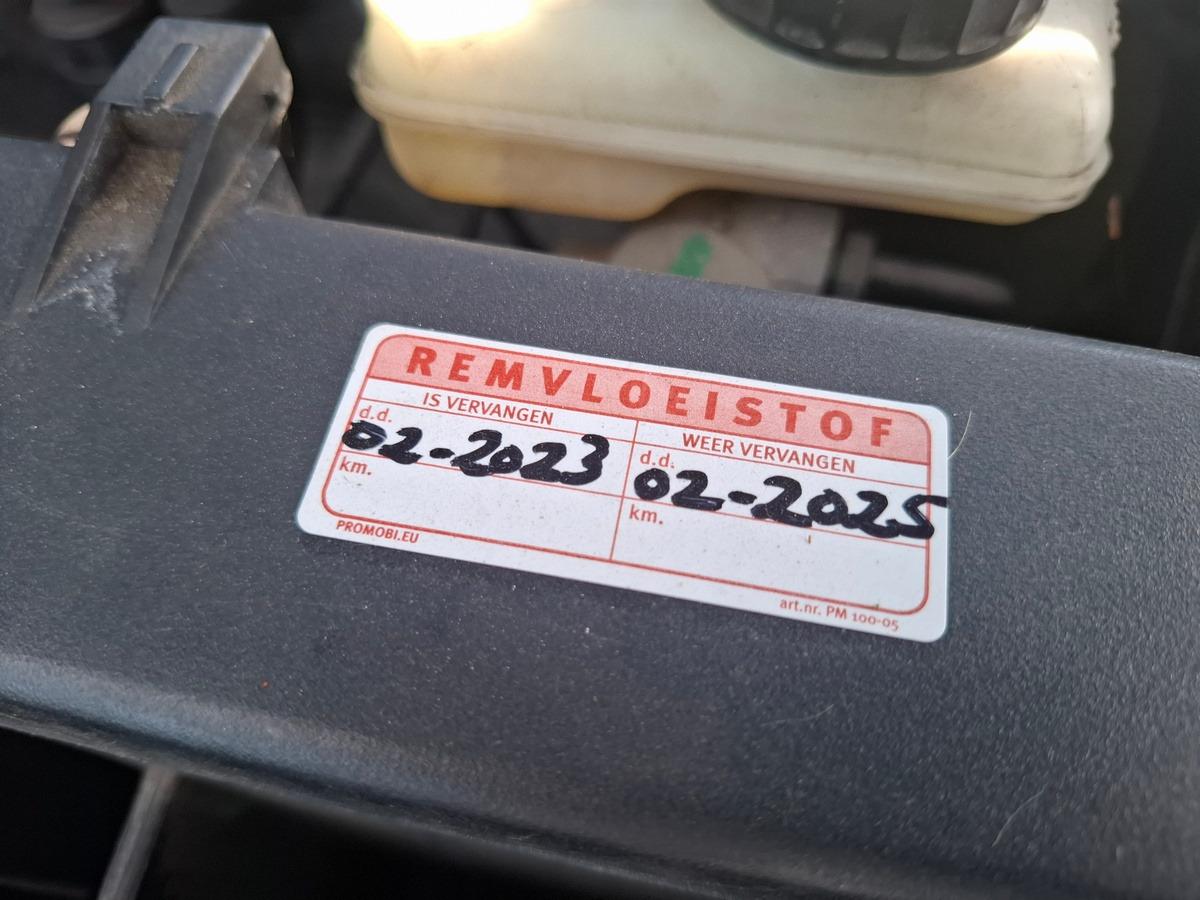 REMVLOEISTOF
IS VERVANGEN
d.d.
02-2023
km.
WEER VERVANGEN
d.d.
02-2025
km.
PROMOBI.EU
art.nr. PM 100-05